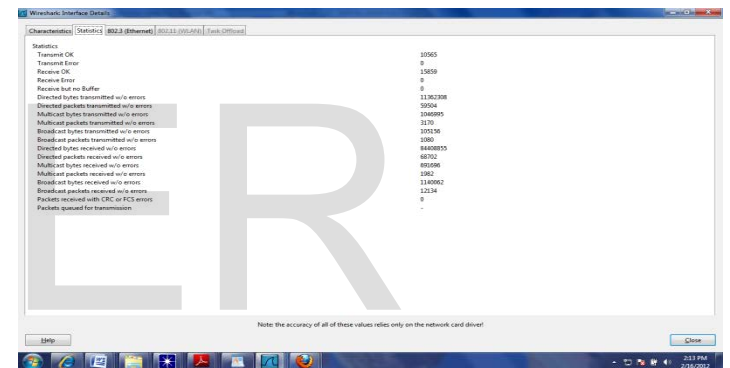 Wireshark: Interface Details
Characteristics Statistics 802.3 (Ethernet) 802.11 (WLAN) Task Offload
Statistics
Transmit OK 10565
Transmit Error 0
Receive OK 15859
Receive Error 0
Receive but no Buffer 0
Directed bytes transmitted w/o errors 11362308
Directed packets transmitted w/o errors 59504
Multicast bytes transmitted w/o errors 1046995
Multicast packets transmitted w/o errors 3170
Broadcast bytes transmitted w/o errors 105156
Broadcast packets transmitted w/o errors 1080
Directed bytes received w/o errors 84408855
Directed packets received w/o errors 68702
Multicast bytes received w/o errors 891696
Multicast packets received w/o errors 1982
Broadcast bytes received w/o errors 1140062
Broadcast packets received w/o errors 12134
Packets received with CRC or FCS errors 0
Packets queued for transmission -
ER
Note: the accuracy of all of these values relies only on the network card driver!
Help Close
2:13 PM
2/16/2012